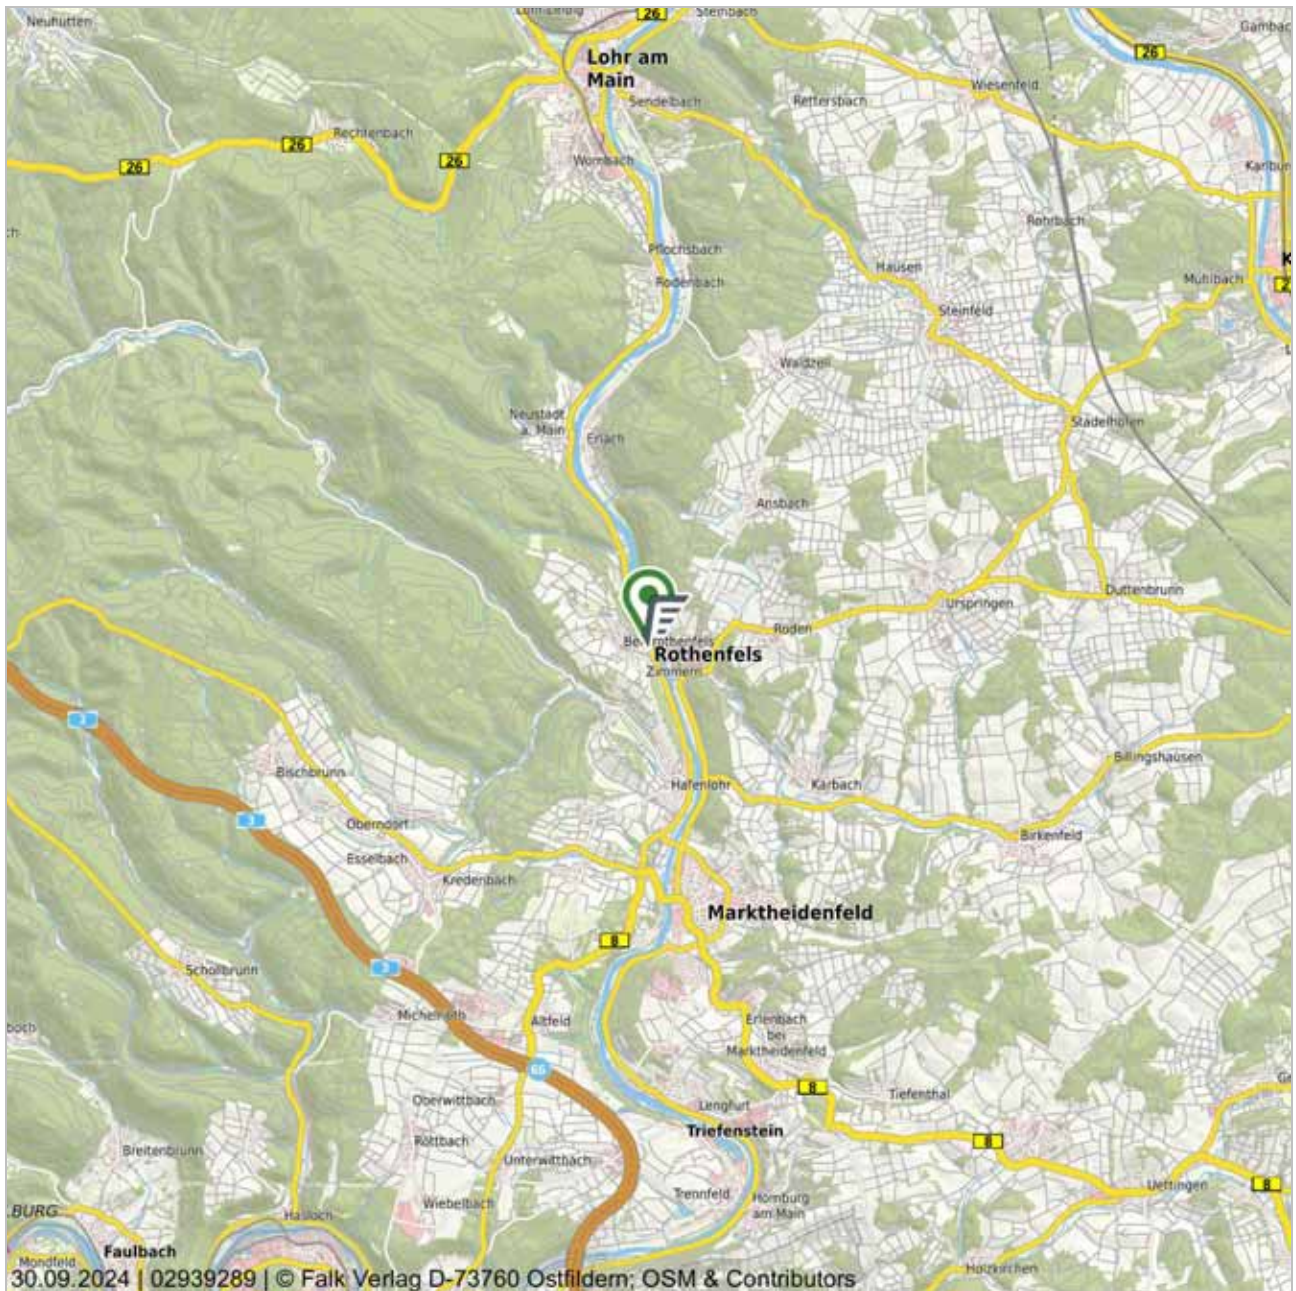 Neuhütten
26
Steinbach
Lohr am
Main
26
Wiesenfeld
Sendelbach
Rettersbach
Rechtenbach
26
26
26
Wombach
Rohrbach
Pflochsbach
Rodenbach
Hausen
Mühlbach
Steinfeld
Waldzell
Neustadt
a. Main
Erlach
Stadelhofen
Ansbach
Duttenbrunn
Urspringen
Roden
Rothenfels
Zimmern
3
Billingshausen
Bischbrunn
Hafenlohr
Karbach
3
Oberndorf
Birkenfeld
Esselbach
Kredenbach
Marktheidenfeld
8
3
Schollbrunn
Michelrieth
Altfeld
Erlenbach
bei
Marktheidenfeld
66
8
Tiefenthal
Oberwittbach
Lengfurt
Triefenstein
Röttbach
8
Breitenbrunn
Unterwittbach
Uettingen
8
Trennfeld
Homburg
am Main
Wiebelbach
BURG
Hasloch
Faulbach
Mondfeld
Holzkirchen
30.09.2024 | 02939289 | © Falk Verlag D-73760 Ostfildern; OSM & Contributors